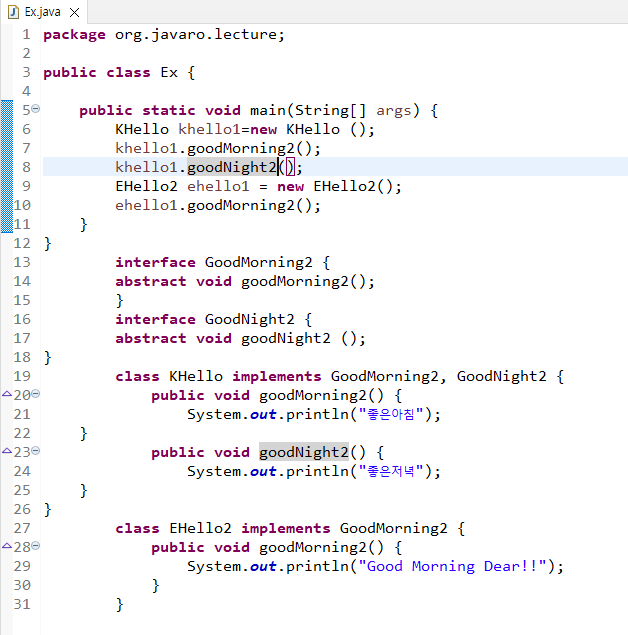 Ex.java
1 package org.javaro.lecture;
2
3 public class Ex {
4
5 public static void main(String[] args) {
6 KHello khello1=new KHello ();
7 khello1.goodMorning2();
8 khello1.goodNight2();
9 EHello2 ehello1 = new EHello2();
10 ehello1.goodMorning2();
11 }
12 }
13 interface GoodMorning2 {
14 abstract void goodMorning2();
15 }
16 interface GoodNight2 {
17 abstract void goodNight2 ();
18 }
19 class KHello implements GoodMorning2, GoodNight2 {
20 public void goodMorning2() {
21 System.out.println("좋은아침");
22 }
23 public void goodNight2() {
24 System.out.println("좋은저녁");
25 }
26 }
27 class EHello2 implements GoodMorning2 {
28 public void goodMorning2() {
29 System.out.println("Good Morning Dear!!");
30 }
31 }